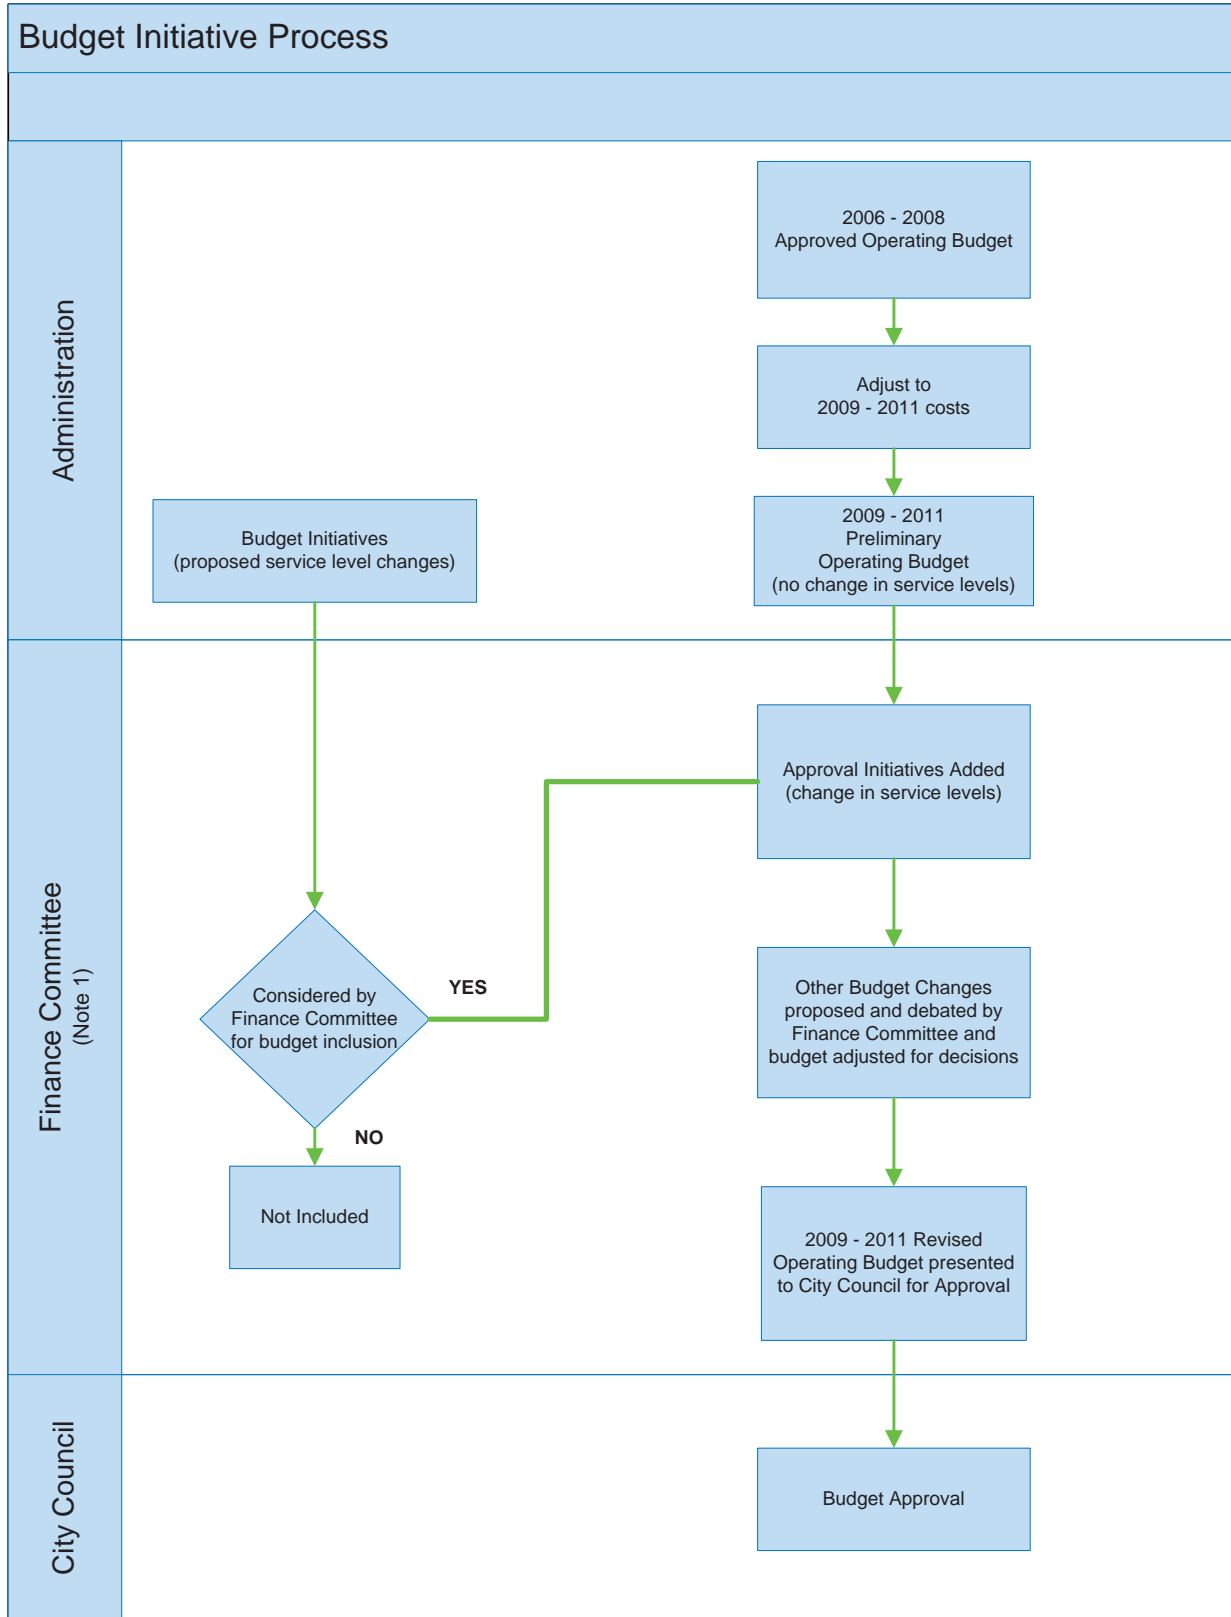 Budget Initiative Process
Administration
2006 - 2008
Approved Operating Budget
Adjust to
2009 - 2011 costs
Budget Initiatives
(proposed service level changes)
2009 - 2011
Preliminary
Operating Budget
(no change in service levels)
Finance Committee
(Note 1)
Approval Initiatives Added
(change in service levels)
Considered by
Finance Committee
for budget inclusion
YES
NO
Not Included
Other Budget Changes
proposed and debated by
Finance Committee and
budget adjusted for decisions
2009 - 2011 Revised
Operating Budget presented
to City Council for Approval
City Council
Budget Approval